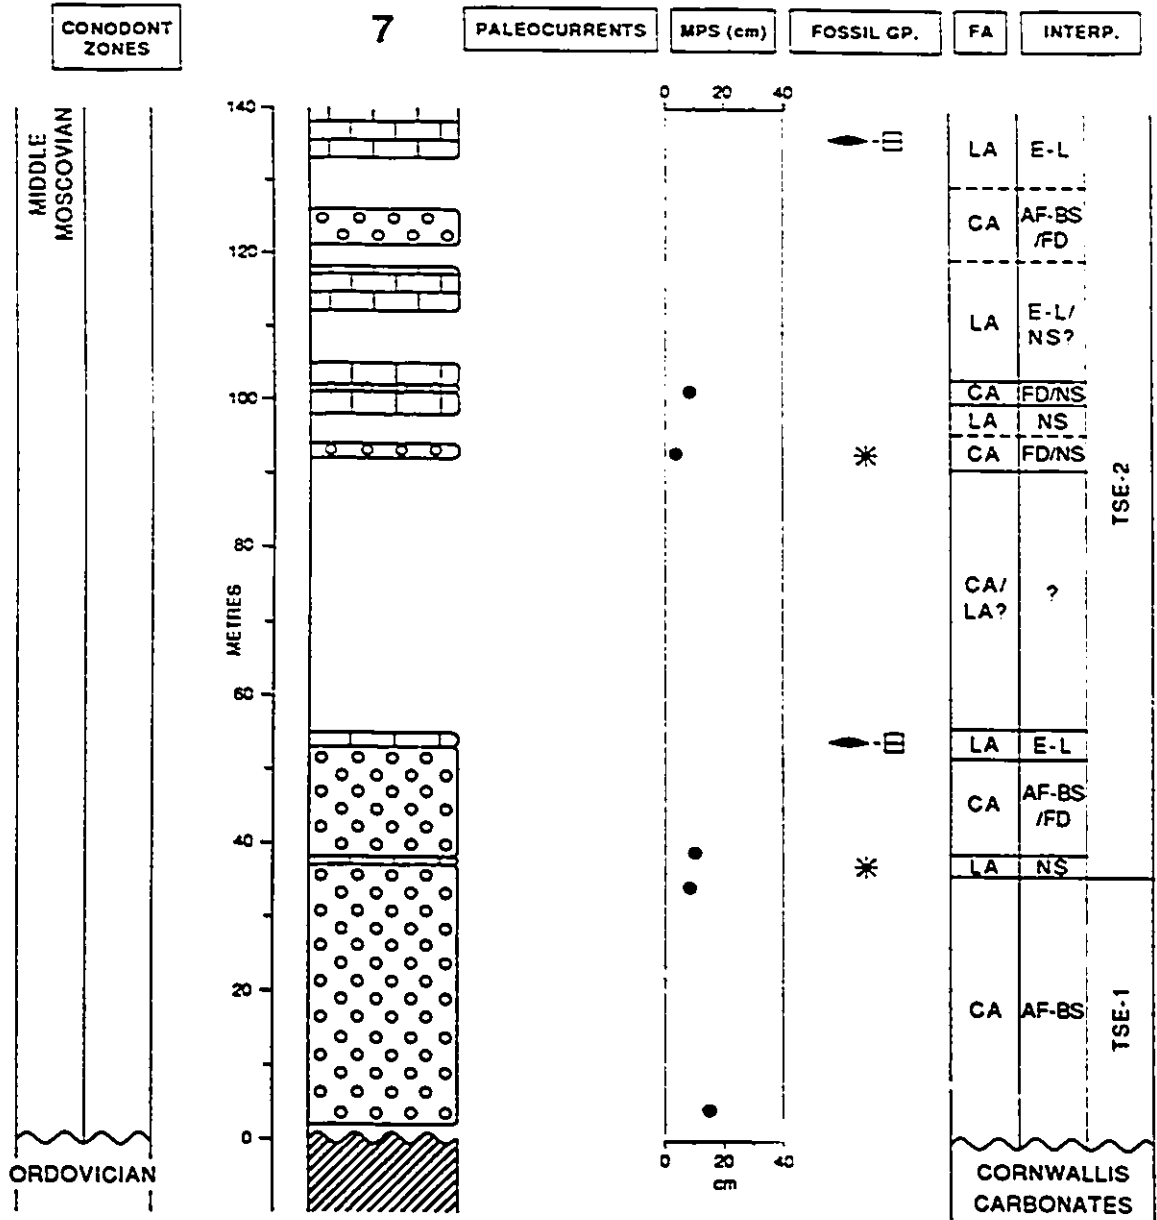 CONODONT
ZONES
7
PALEOCURRENTS
MPS (cm)
FOSSIL GP.
FA
INTERP.
MIDDLE
MOSCOVIAN
METRES
140
120
100
80
60
40
20
0
0 20 40
0 20 40
cm
LA E-L
CA AF-BS
/FD
LA E-L/
NS?
CA FD/NS
LA NS
CA FD/NS
CA/
LA? ?
LA E-L
CA AF-BS
/FD
LA NS
CA AF-BS
TSE-2
TSE-1
ORDOVICIAN
CORNWALLIS
CARBONATES